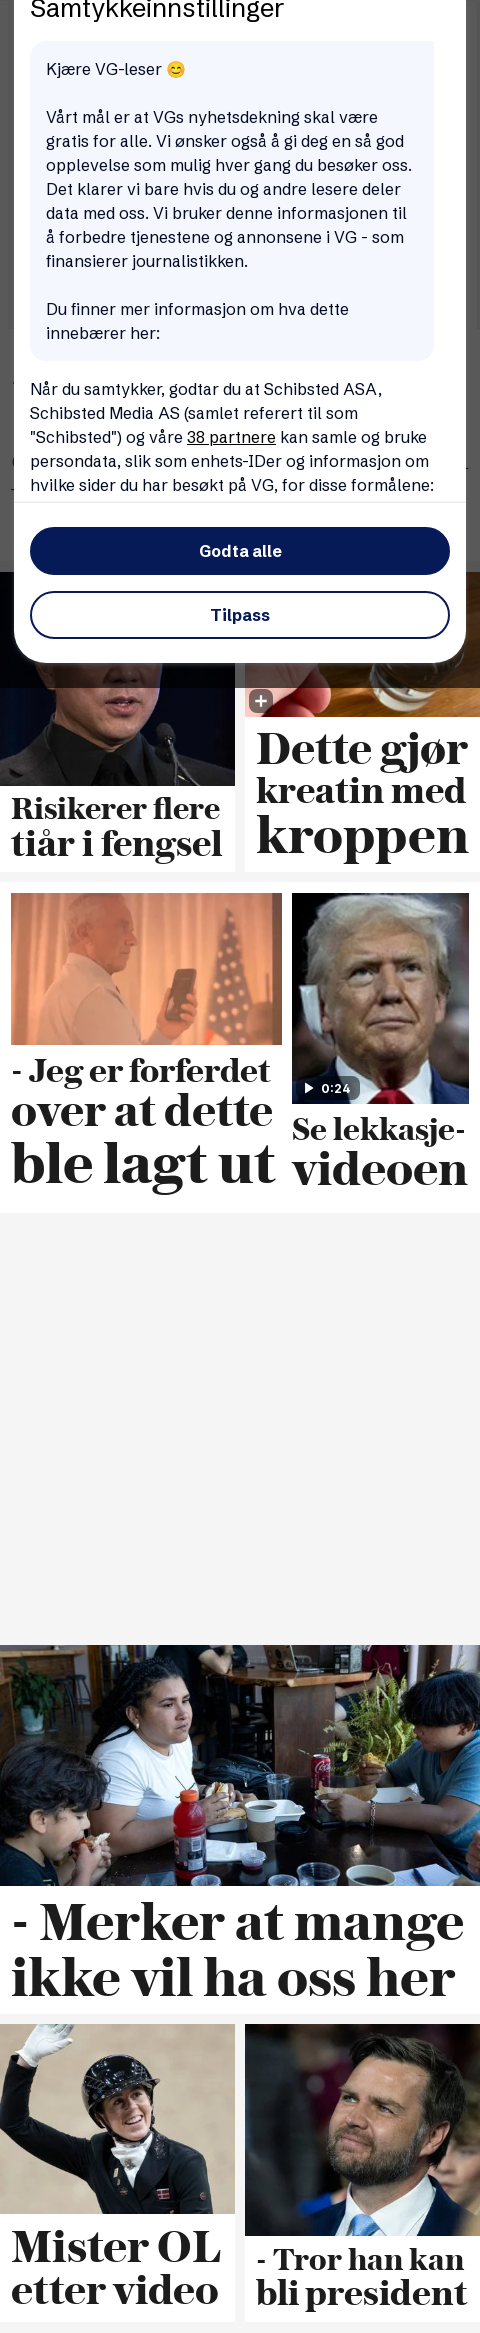 Samtykkeinnstillinger
Kjære VG-leser 😊
Vårt mål er at VGs nyhetsdekning skal være
gratis for alle. Vi ønsker også å gi deg en så god
opplevelse som mulig hver gang du besøker oss.
Det klarer vi bare hvis du og andre lesere deler
data med oss. Vi bruker denne informasjonen til
å forbedre tjenestene og annonsene i VG - som
finansierer journalistikken.
Du finner mer informasjon om hva dette
innebærer her:
Når du samtykker, godtar du at Schibsted ASA,
Schibsted Media AS (samlet referert til som
"Schibsted") og våre 38 partnere kan samle og bruke
persondata, slik som enhets-IDer og informasjon om
hvilke sider du har besøkt på VG, for disse formålene:
Godta alle
Tilpass
Risikerer flere
tiår i fengsel
Dette gjør
kreatin med
kroppen
- Jeg er forferdet
over at dette
ble lagt ut
0:24
Se lekkasje-
videoen
- Merker at mange
ikke vil ha oss her
Mister OL
etter video
- Tror han kan
bli president